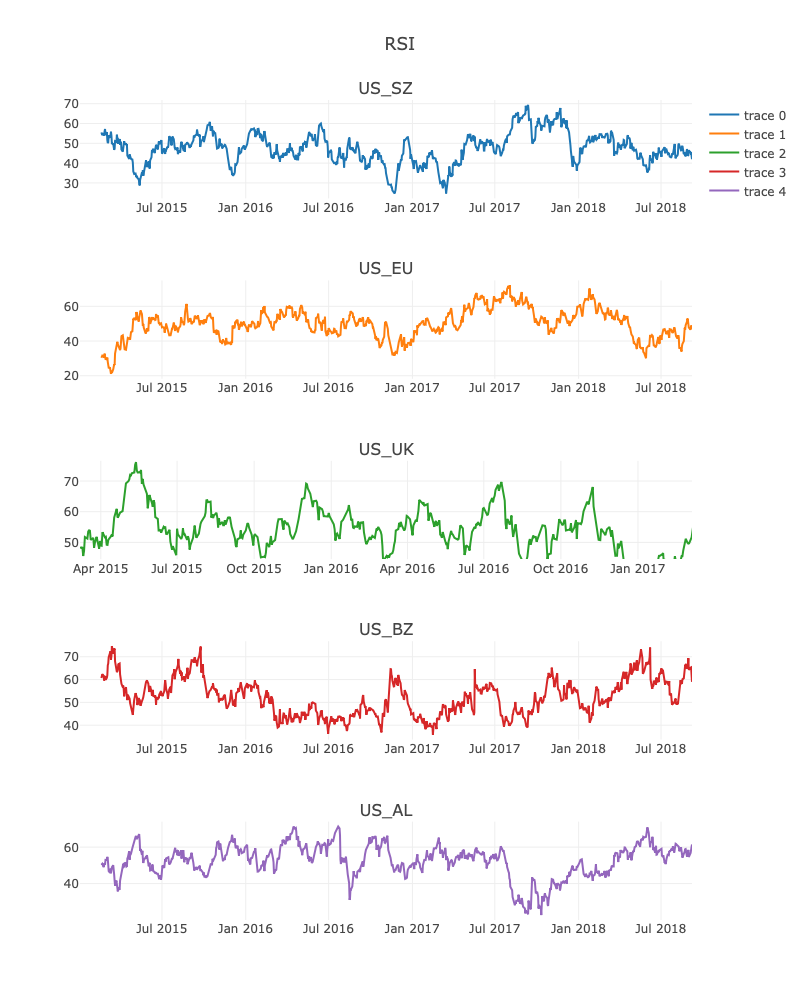 RSI
US_SZ
70
60
50
40
30
Jul 2015 Jan 2016 Jul 2016 Jan 2017 Jul 2017 Jan 2018 Jul 2018
trace 0
trace 1
trace 2
trace 3
trace 4
US_EU
60
40
20
Jul 2015 Jan 2016 Jul 2016 Jan 2017 Jul 2017 Jan 2018 Jul 2018
US_UK
70
60
50
Apr 2015 Jul 2015 Oct 2015 Jan 2016 Apr 2016 Jul 2016 Oct 2016 Jan 2017
US_BZ
70
60
50
40
Jul 2015 Jan 2016 Jul 2016 Jan 2017 Jul 2017 Jan 2018 Jul 2018
US_AL
60
40
Jul 2015 Jan 2016 Jul 2016 Jan 2017 Jul 2017 Jan 2018 Jul 2018